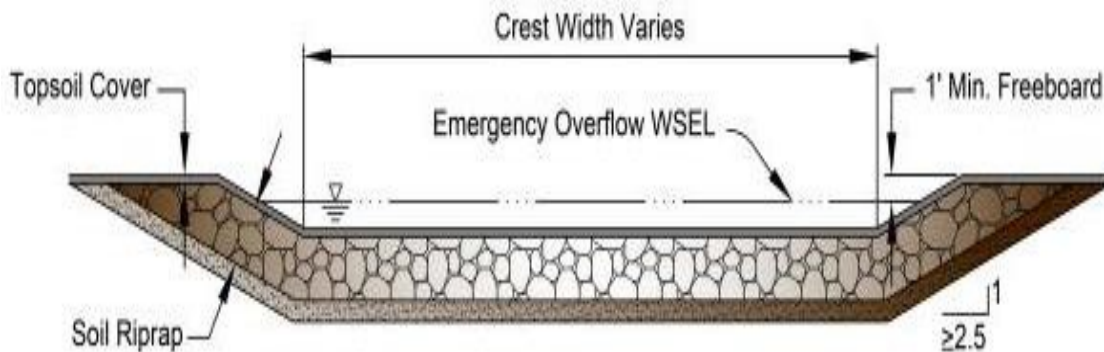 Crest Width Varies
Topsoil Cover
1' Min. Freeboard
Emergency Overflow WSEL
Soil Riprap
1
≥2.5